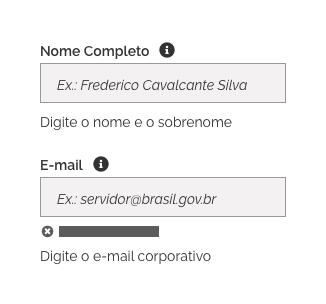 Nome Completo
Ex.: Frederico Cavalcante Silva
Digite o nome e o sobrenome
E-mail
Ex.: servidor@brasil.gov.br
Digite o e-mail corporativo